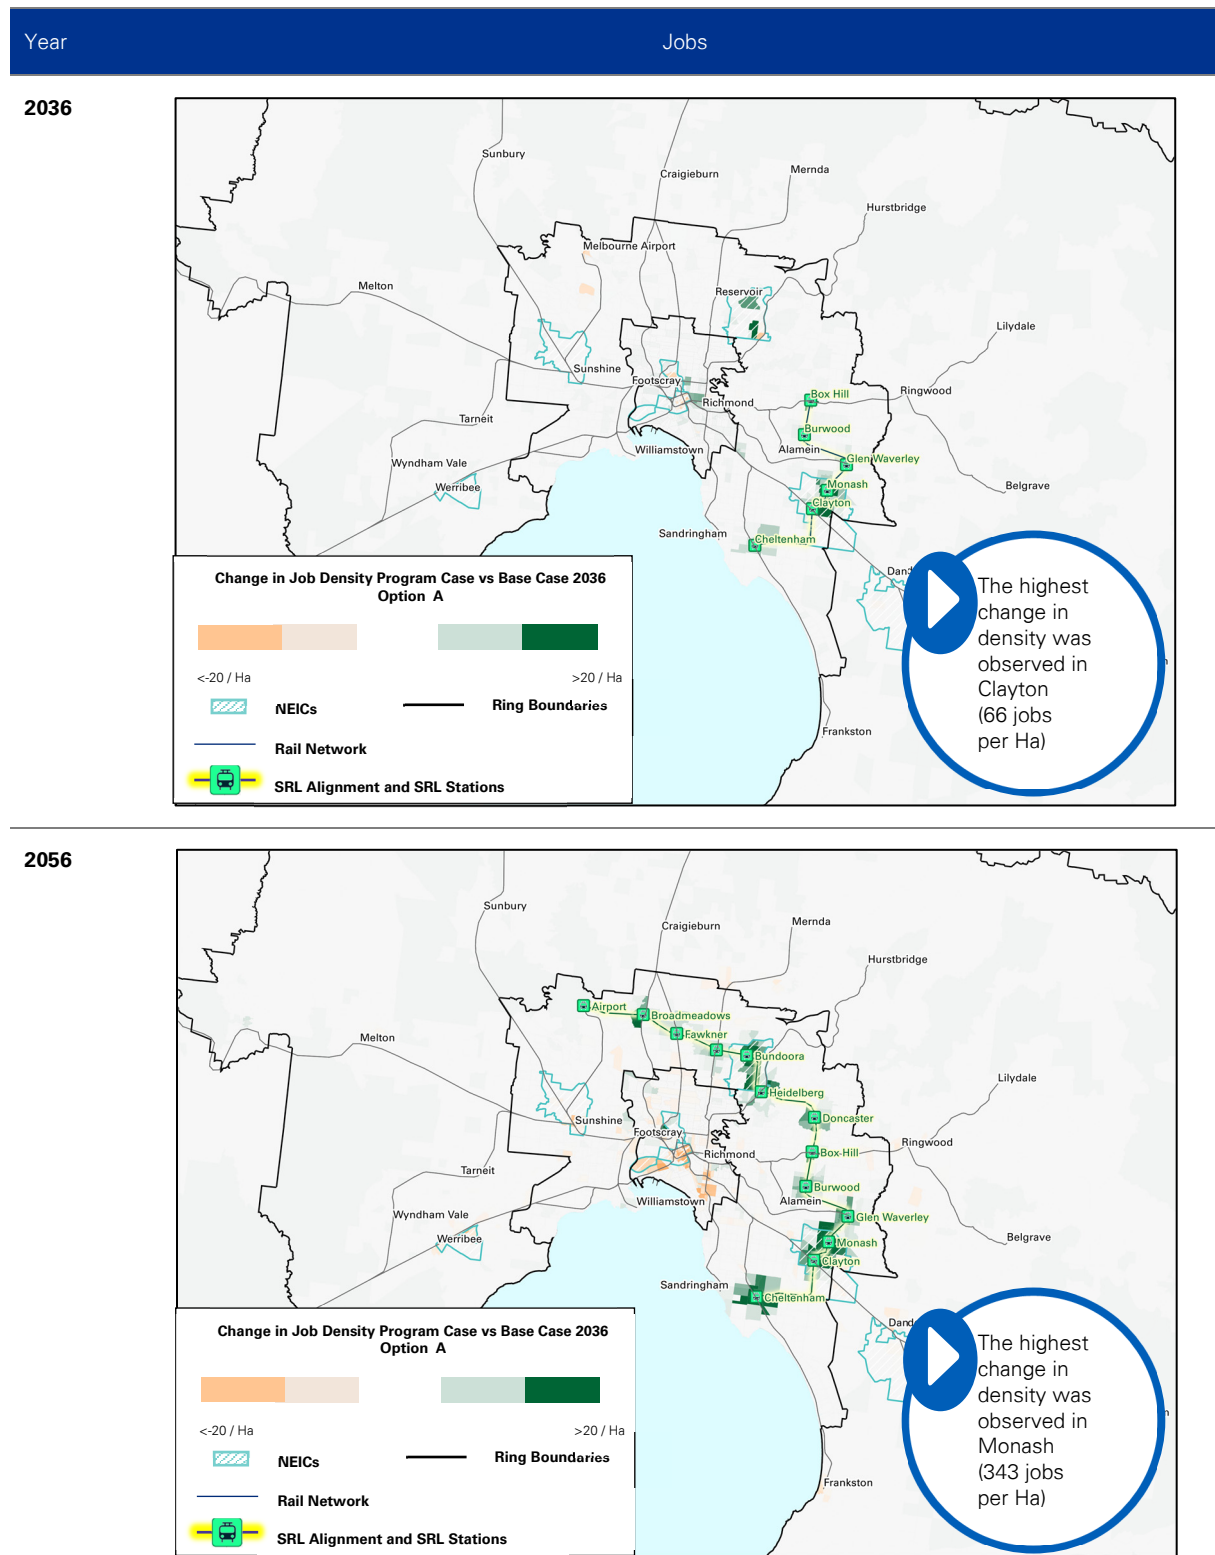 Year
Jobs
2036
Sunbury
Craigieburn
Mernda
Hurstbridge
Melbourne Airport
Melton
Reservoir
Lilydale
Sunshine
Footscray
Box Hill
Ringwood
Richmond
Tarneit
Burwood
Williamstown
Alamein
Glen Waverley
Wyndham Vale
Werribee
Monash
Belgrave
Clayton
Sandringham
Cheltenham
Dand
Frankston
Change in Job Density Program Case vs Base Case 2036
Option A
<-20 / Ha
>20 / Ha
NEICs
Ring Boundaries
Rail Network
SRL Alignment and SRL Stations
The highest
change in
density was
observed in
Clayton
(66 jobs
per Ha)
2056
Sunbury
Craigieburn
Mernda
Hurstbridge
Airport
Broadmeadows
Melton
Fawkner
Bundoora
Lilydale
Heidelberg
Sunshine
Doncaster
Footscray
Ringwood
Richmond
Box Hill
Tarneit
Burwood
Williamstown
Alamein
Wyndham Vale
Glen Waverley
Werribee
Monash
Belgrave
Clayton
Sandringham
Cheltenham
Dand
Frankston
Change in Job Density Program Case vs Base Case 2036
Option A
<-20 / Ha
>20 / Ha
NEICs
Ring Boundaries
Rail Network
SRL Alignment and SRL Stations
The highest
change in
density was
observed in
Monash
(343 jobs
per Ha)